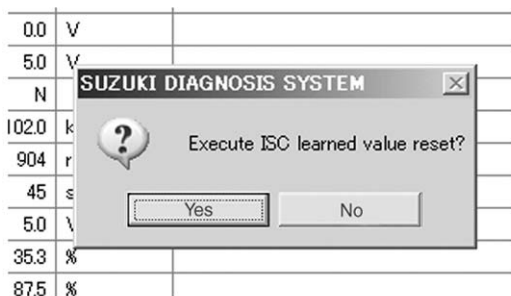 0.0 V
5.0 V
N
SUZUKI DIAGNOSIS SYSTEM
102.0 k
Execute ISC learned value reset?
904 r
45 s
Yes No
5.0 V
35.3 %
87.5 %